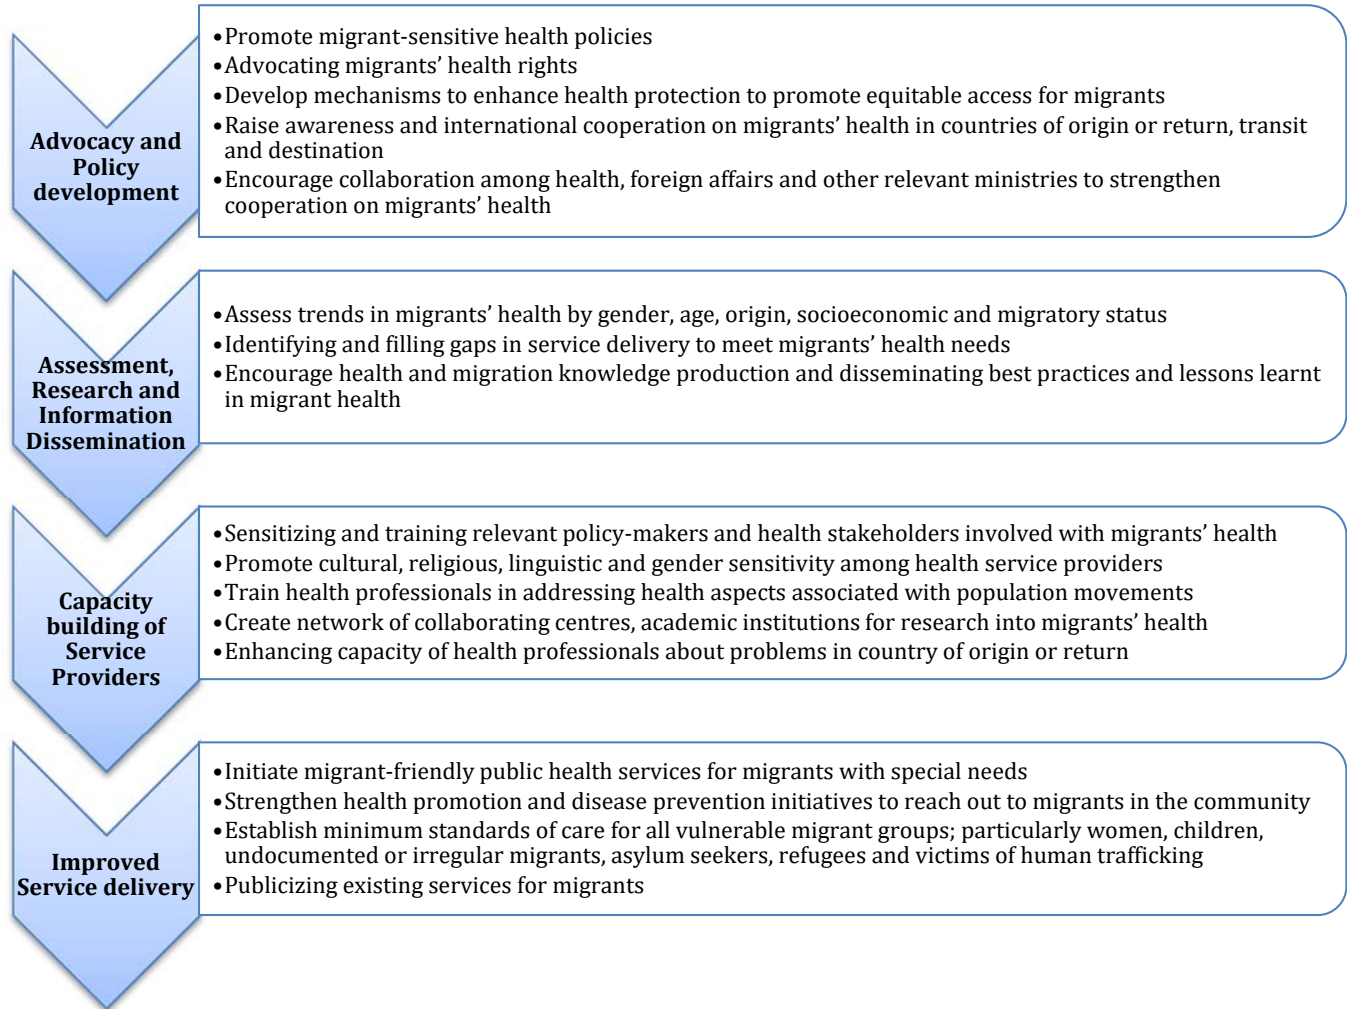 Advocacy and
Policy
development
•Promote migrant-sensitive health policies
•Advocating migrants’ health rights
•Develop mechanisms to enhance health protection to promote equitable access for migrants
•Raise awareness and international cooperation on migrants’ health in countries of origin or return, transit
and destination
•Encourage collaboration among health, foreign affairs and other relevant ministries to strengthen
cooperation on migrants’ health
Assessment,
Research and
Information
Dissemination
•Assess trends in migrants’ health by gender, age, origin, socioeconomic and migratory status
•Identifying and filling gaps in service delivery to meet migrants’ health needs
•Encourage health and migration knowledge production and disseminating best practices and lessons learnt
in migrant health
Capacity
building of
Service
Providers
•Sensitizing and training relevant policy-makers and health stakeholders involved with migrants’ health
•Promote cultural, religious, linguistic and gender sensitivity among health service providers
•Train health professionals in addressing health aspects associated with population movements
•Create network of collaborating centres, academic institutions for research into migrants’ health
•Enhancing capacity of health professionals about problems in country of origin or return
Improved
Service delivery
•Initiate migrant-friendly public health services for migrants with special needs
•Strengthen health promotion and disease prevention initiatives to reach out to migrants in the community
•Establish minimum standards of care for all vulnerable migrant groups; particularly women, children,
undocumented or irregular migrants, asylum seekers, refugees and victims of human trafficking
•Publicizing existing services for migrants